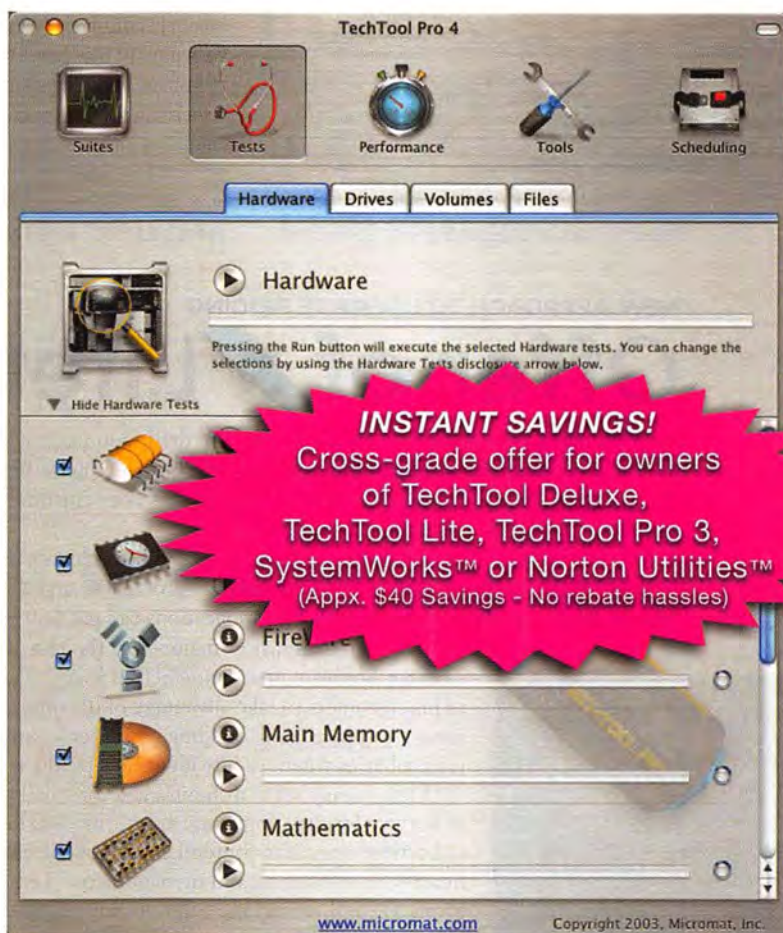 TechTool Pro 4
Suites
Tests
Performance
Tools
Scheduling
Hardware
Drives
Volumes
Files
Hardware
Pressing the Run button will execute the selected Hardware tests. You can change the
selections by using the Hardware Tests disclosure arrow below.
Hide Hardware Tests
INSTANT SAVINGS!
Cross-grade offer for owners
of TechTool Deluxe,
TechTool Lite, TechTool Pro 3,
SystemWorks™ or Norton Utilities™
(Appx. $40 Savings - No rebate hassles)
FireWire
Main Memory
Mathematics
www.micromat.com
Copyright 2003, Micromat, Inc.